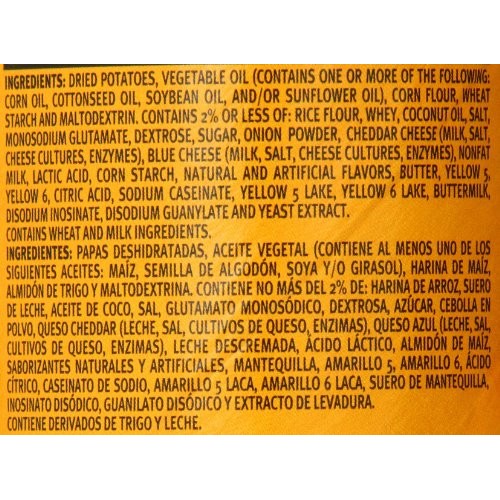 INGREDIENTS: DRIED POTATOES, VEGETABLE OIL (CONTAINS ONE OR MORE OF THE FOLLOWING:
CORN OIL, COTTONSEED OIL, SOYBEAN OIL, AND/OR SUNFLOWER OIL), CORN FLOUR, WHEAT
STARCH AND MALTODEXTRIN. CONTAINS 2% OR LESS OF: RICE FLOUR, WHEY, COCONUT OIL, SALT,
MONOSODIUM GLUTAMATE, DEXTROSE, SUGAR, ONION POWDER, CHEDDAR CHEESE (MILK, SALT,
CHEESE CULTURES, ENZYMES), BLUE CHEESE (MILK, SALT, CHEESE CULTURES, ENZYMES), NONFAT
MILK, LACTIC ACID, CORN STARCH, NATURAL AND ARTIFICIAL FLAVORS, BUTTER, YELLOW 5,
YELLOW 6, CITRIC ACID, SODIUM CASEINATE, YELLOW 5 LAKE, YELLOW 6 LAKE, BUTTERMILK,
DISODIUM INOSINATE, DISODIUM GUANYLATE AND YEAST EXTRACT.
CONTAINS WHEAT AND MILK INGREDIENTS.
INGREDIENTES: PAPAS DESHIDRATADAS, ACEITE VEGETAL (CONTIENE AL MENOS UNO DE LOS
SIGUIENTES ACEITES: MAÍZ, SEMILLA DE ALGODÓN, SOYA Y/O GIRASOL), HARINA DE MAÍZ,
ALMIDÓN DE TRIGO Y MALTODEXTRINA. CONTIENE NO MÁS DEL 2% DE: HARINA DE ARROZ, SUERO
DE LECHE, ACEITE DE COCO, SAL, GLUTAMATO MONOSÓDICO, DEXTROSA, AZÚCAR, CEBOLLA EN
POLVO, QUESO CHEDDAR (LECHE, SAL, CULTIVOS DE QUESO, ENZIMAS), QUESO AZUL (LECHE, SAL,
CULTIVOS DE QUESO, ENZIMAS), LECHE DESCREMADA, ÁCIDO LÁCTICO, ALMIDÓN DE MAÍZ,
SABORIZANTES NATURALES Y ARTIFICIALES, MANTEQUILLA, AMARILLO 5, AMARILLO 6, ÁCIDO
CÍTRICO, CASEINATO DE SODIO, AMARILLO 5 LACA, AMARILLO 6 LACA, SUERO DE MANTEQUILLA,
INOSINATO DISÓDICO, GUANILATO DISÓDICO Y EXTRACTO DE LEVADURA.
CONTIENE DERIVADOS DE TRIGO Y LECHE.